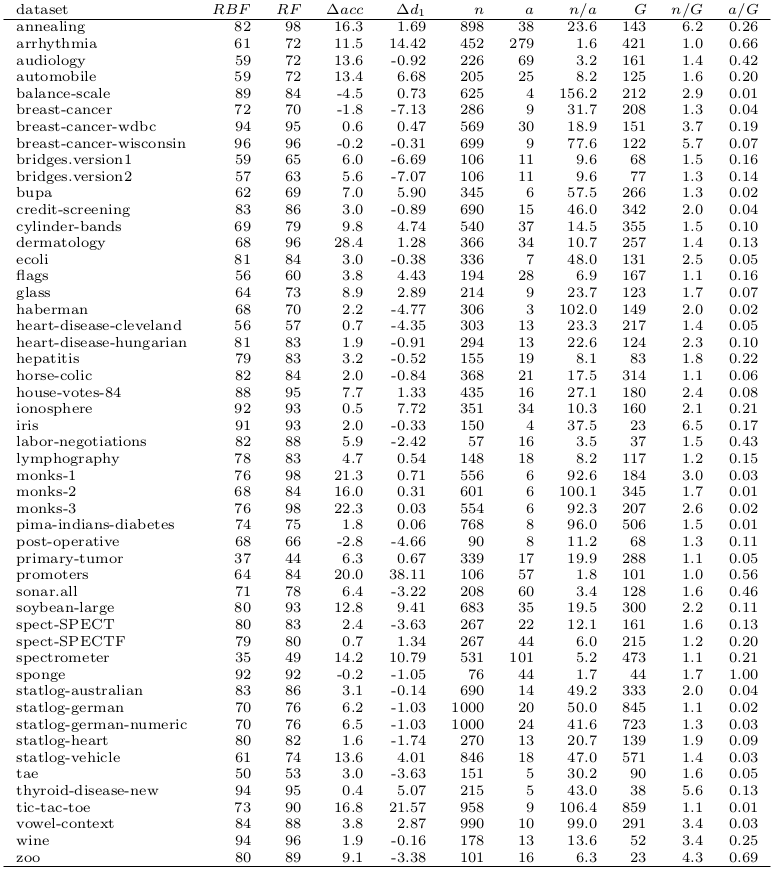 dataset RBF RF Δacc Δd₁ n a n/a G n/G a/G
annealing 82 98 16.3 1.69 898 38 23.6 143 6.2 0.26
arrhythmia 61 72 11.5 14.42 452 279 1.6 421 1.0 0.66
audiology 59 72 13.6 -0.92 226 69 3.2 161 1.4 0.42
automobile 59 72 13.4 6.68 205 25 8.2 125 1.6 0.20
balance-scale 89 84 -4.5 0.73 625 4 156.2 212 2.9 0.01
breast-cancer 72 70 -1.8 -7.13 286 9 31.7 208 1.3 0.04
breast-cancer-wdbc 94 95 0.6 0.47 569 30 18.9 151 3.7 0.19
breast-cancer-wisconsin 96 96 -0.2 -0.31 699 9 77.6 122 5.7 0.07
bridges.version1 59 65 6.0 -6.69 106 11 9.6 68 1.5 0.16
bridges.version2 57 63 5.6 -7.07 106 11 9.6 77 1.3 0.14
bupa 62 69 7.0 5.90 345 6 57.5 266 1.3 0.02
credit-screening 83 86 3.0 -0.89 690 15 46.0 342 2.0 0.04
cylinder-bands 69 79 9.8 4.74 540 37 14.5 355 1.5 0.10
dermatology 68 96 28.4 1.28 366 34 10.7 257 1.4 0.13
ecoli 81 84 3.0 -0.38 336 7 48.0 131 2.5 0.05
flags 56 60 3.8 4.43 194 28 6.9 167 1.1 0.16
glass 64 73 8.9 2.89 214 9 23.7 123 1.7 0.07
haberman 68 70 2.2 -4.77 306 3 102.0 149 2.0 0.02
heart-disease-cleveland 56 57 0.7 -4.35 303 13 23.3 217 1.4 0.05
heart-disease-hungarian 81 83 1.9 -0.91 294 13 22.6 124 2.3 0.10
hepatitis 79 83 3.2 -0.52 155 19 8.1 83 1.8 0.22
horse-colic 82 84 2.0 -0.84 368 21 17.5 314 1.1 0.06
house-votes-84 88 95 7.7 1.33 435 16 27.1 180 2.4 0.08
ionosphere 92 93 0.5 7.72 351 34 10.3 160 2.1 0.21
iris 91 93 2.0 -0.33 150 4 37.5 23 6.5 0.17
labor-negotiations 82 88 5.9 -2.42 57 16 3.5 37 1.5 0.43
lymphography 78 83 4.7 0.54 148 18 8.2 117 1.2 0.15
monks-1 76 98 21.3 0.71 556 6 92.6 184 3.0 0.03
monks-2 68 84 16.0 0.31 601 6 100.1 345 1.7 0.01
monks-3 76 98 22.3 0.03 554 6 92.3 207 2.6 0.02
pima-indians-diabetes 74 75 1.8 0.06 768 8 96.0 506 1.5 0.01
post-operative 68 66 -2.8 -4.66 90 8 11.2 68 1.3 0.11
primary-tumor 37 44 6.3 0.67 339 17 19.9 288 1.1 0.05
promoters 64 84 20.0 38.11 106 57 1.8 101 1.0 0.56
sonar.all 71 78 6.4 -3.22 208 60 3.4 128 1.6 0.46
soybean-large 80 93 12.8 9.41 683 35 19.5 300 2.2 0.11
spect-SPECT 80 83 2.4 -3.63 267 22 12.1 161 1.6 0.13
spect-SPECTF 79 80 0.7 1.34 267 44 6.0 215 1.2 0.20
spectrometer 35 49 14.2 10.79 531 101 5.2 473 1.1 0.21
sponge 92 92 -0.2 -1.05 76 44 1.7 44 1.7 1.00
statlog-australian 83 86 3.1 -0.14 690 14 49.2 333 2.0 0.04
statlog-german 70 76 6.2 -1.03 1000 20 50.0 845 1.1 0.02
statlog-german-numeric 70 76 6.5 -1.03 1000 24 41.6 723 1.3 0.03
statlog-heart 80 82 1.6 -1.74 270 13 20.7 139 1.9 0.09
statlog-vehicle 61 74 13.6 4.01 846 18 47.0 571 1.4 0.03
tae 50 53 3.0 -3.63 151 5 30.2 90 1.6 0.05
thyroid-disease-new 94 95 0.4 5.07 215 5 43.0 38 5.6 0.13
tic-tac-toe 73 90 16.8 21.57 958 9 106.4 859 1.1 0.01
vowel-context 84 88 3.8 2.87 990 10 99.0 291 3.4 0.03
wine 94 96 1.9 -0.16 178 13 13.6 52 3.4 0.25
zoo 80 89 9.1 -3.38 101 16 6.3 23 4.3 0.69